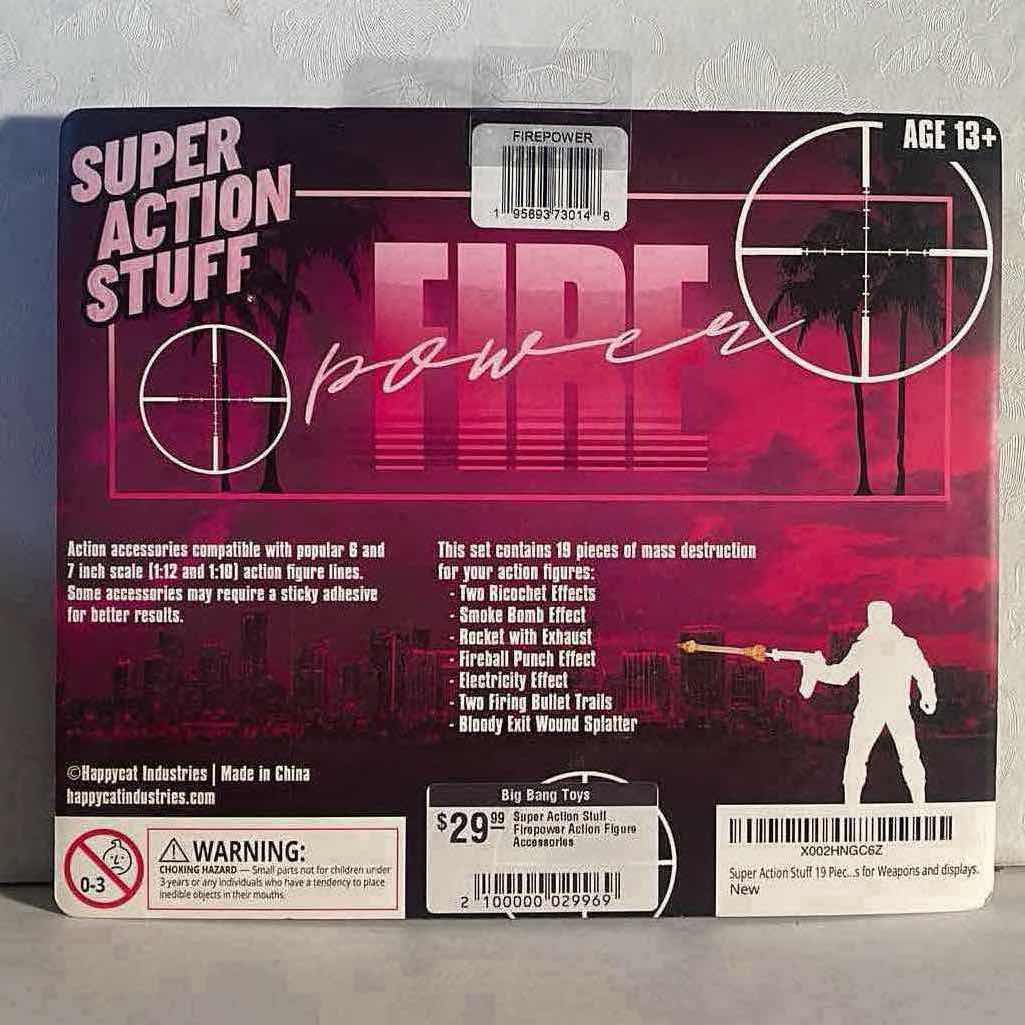 SUPER
ACTION
STUFF
FIREPOWER
1 95893 73014 8
AGE 13+
FIRE
power
Action accessories compatible with popular 6 and
7 inch scale (1:12 and 1:10) action figure lines.
Some accessories may require a sticky adhesive
for better results.
This set contains 19 pieces of mass destruction
for your action figures:
- Two Ricochet Effects
- Smoke Bomb Effect
- Rocket with Exhaust
- Fireball Punch Effect
- Electricity Effect
- Two Firing Bullet Trails
- Bloody Exit Wound Splatter
©Happycat Industries | Made in China
happycatindustries.com
0-3
WARNING:
CHOKING HAZARD — Small parts not for children under
3 years or any individuals who have a tendency to place
inedible objects in their mouths.
Big Bang Toys
$29.99 Super Action Stuff
Firepower Action Figure
Accessories
2 100000 029969
X002HNGC6Z
Super Action Stuff 19 Piec...s for Weapons and displays.
New